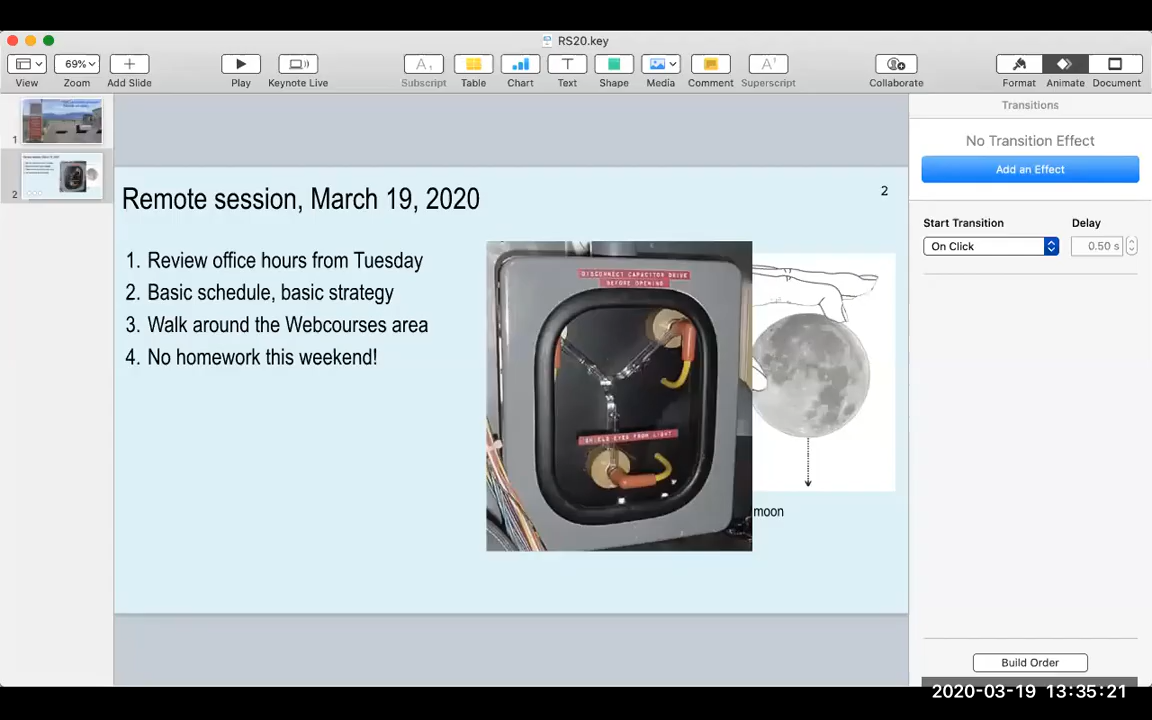 RS20.key
69%
View
Zoom
Add Slide
Play
Keynote Live
Subscript
Table
Chart
Text
Shape
Media
Comment
Superscript
Collaborate
Format
Animate
Document
Transitions
No Transition Effect
Add an Effect
Start Transition
Delay
On Click
0.50 s
1
2
Remote session, March 19, 2020
2
1. Review office hours from Tuesday
2. Basic schedule, basic strategy
3. Walk around the Webcourses area
4. No homework this weekend!
DISCONNECT CAPACITOR DRIVE
BEFORE OPENING
SHIELD EYES FROM LIGHT
moon
Build Order
2020-03-19 13:35:21